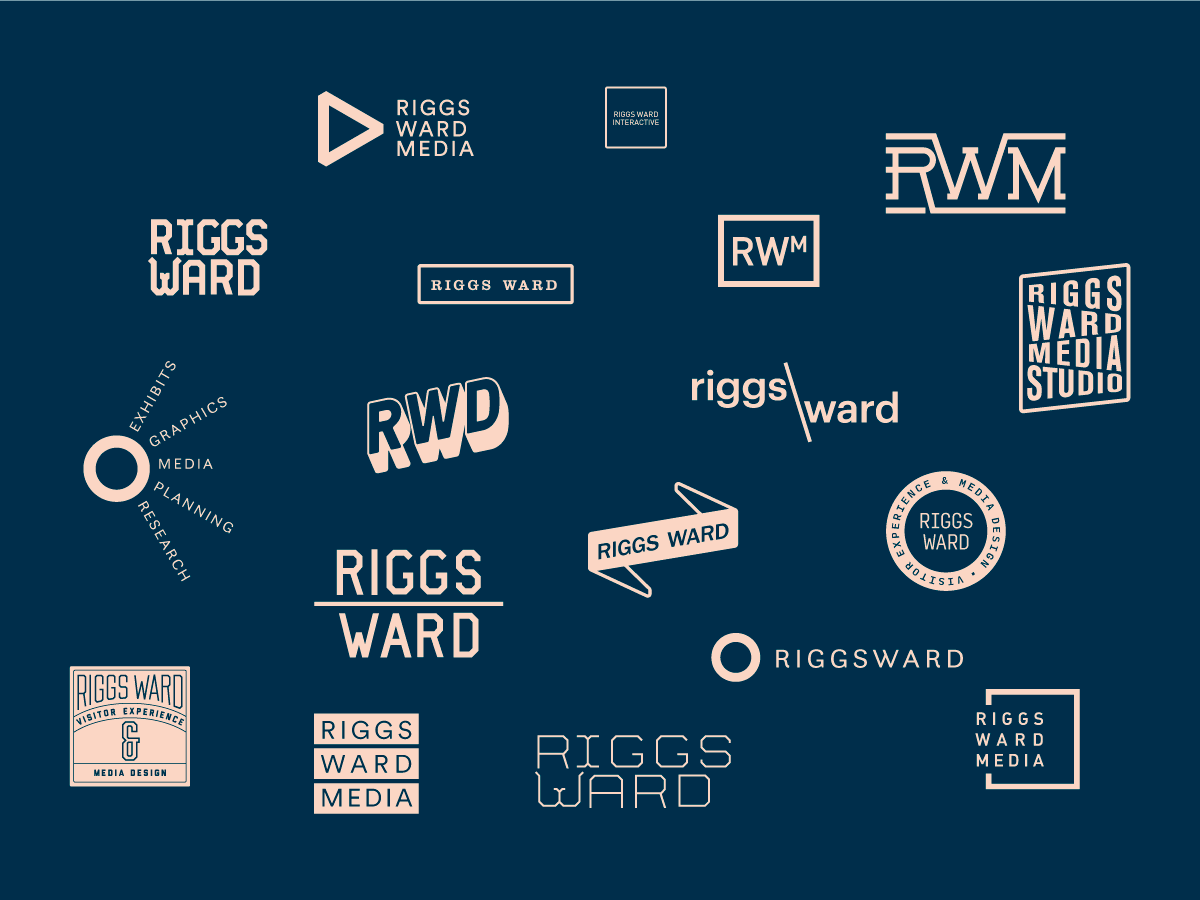 RIGGS
WARD
MEDIA
RIGGS WARD
INTERACTIVE
RWM
RIGGS
WARD
RIGGS WARD
RWM
RIGGS
WARD
MEDIA
STUDIO
EXHIBITS
GRAPHICS
MEDIA
PLANNING
RESEARCH
RWD
riggs\ward
RIGGS WARD
VISITOR EXPERIENCE & MEDIA DESIGN •
RIGGS
WARD
RIGGS
WARD
RIGGSWARD
RIGGS WARD
VISITOR EXPERIENCE
&
MEDIA DESIGN
RIGGS
WARD
MEDIA
RIGGS
WARD
RIGGS
WARD
MEDIA